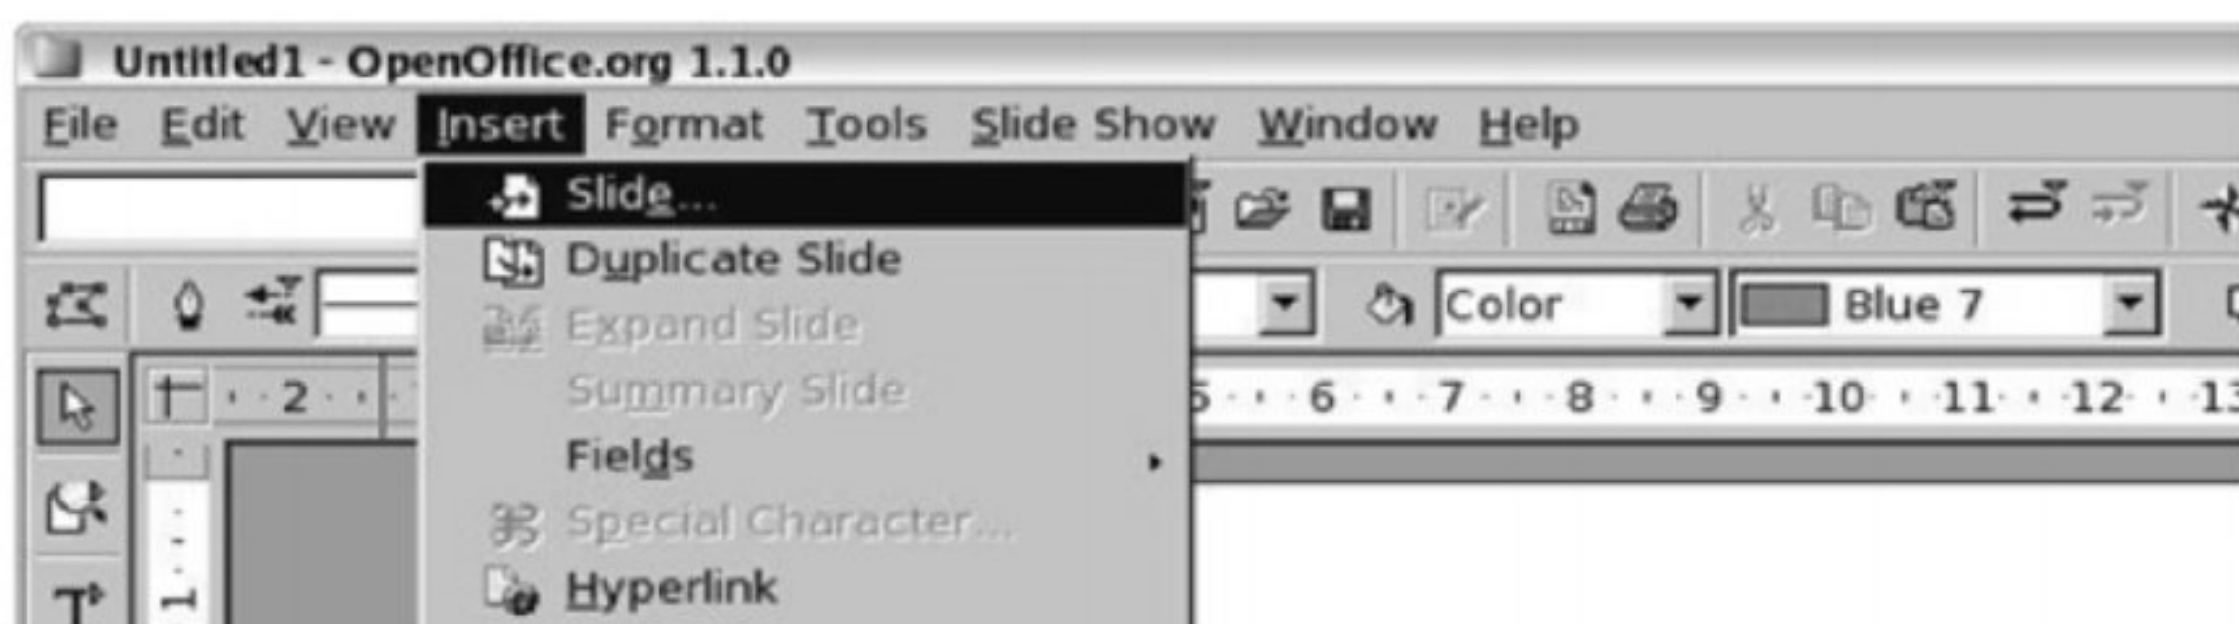 Untitled1 - OpenOffice.org 1.1.0
File Edit View Insert Format Tools Slide Show Window Help
Slide...
Duplicate Slide
Color Blue 7
Expand Slide
Summary Slide
2 5 6 7 8 9 10 11 12 13
Fields
Special Character...
Hyperlink
1